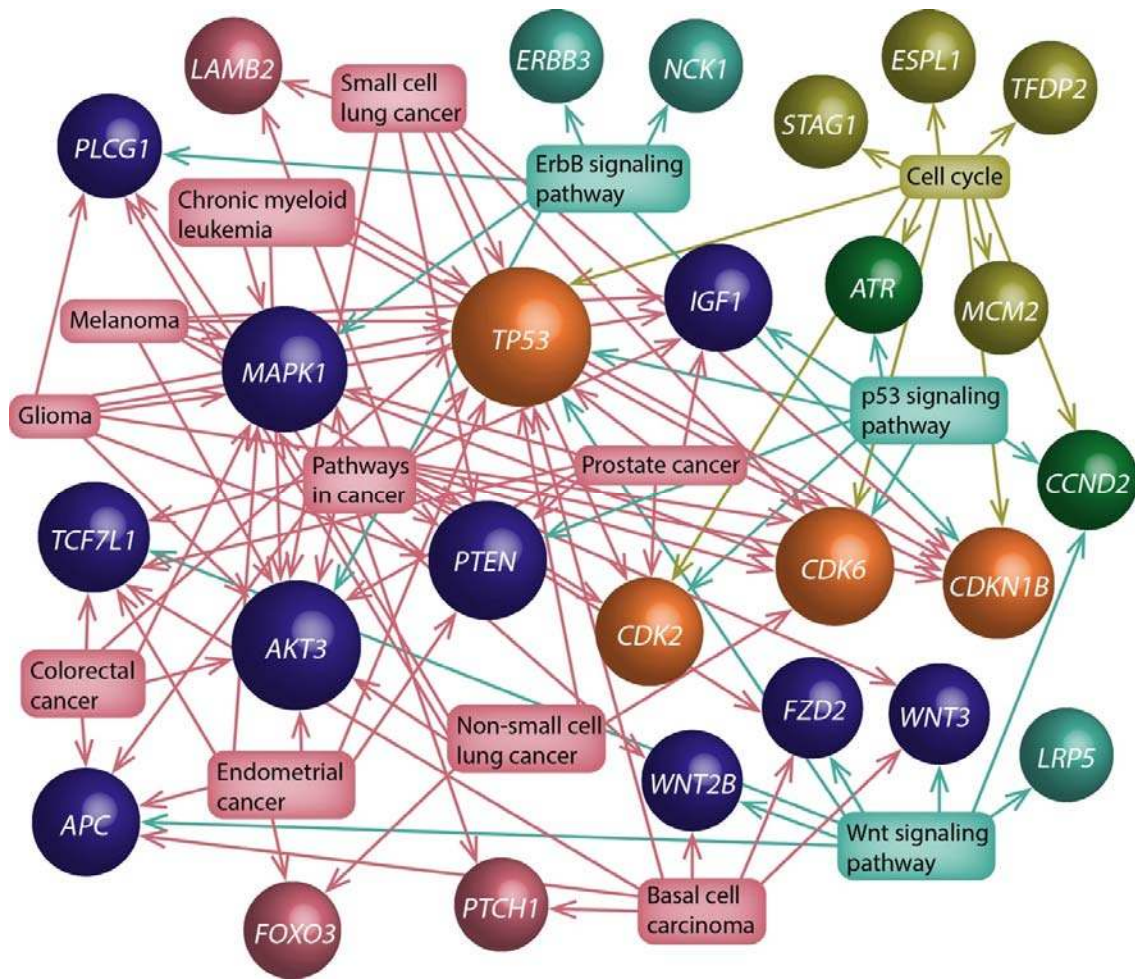 LAMB2
ERBB3
NCK1
ESPL1
TFDP2
STAG1
PLCG1
Small cell
lung cancer
ErbB signaling
pathway
Cell cycle
Chronic myeloid
leukemia
Melanoma
MAPK1
TP53
IGF1
ATR
MCM2
Glioma
p53 signaling
pathway
Pathways
in cancer
Prostate cancer
CCND2
TCF7L1
PTEN
CDK6
CDKN1B
AKT3
CDK2
Colorectal
cancer
Non-small cell
lung cancer
FZD2
WNT3
LRP5
Endometrial
cancer
WNT2B
APC
Wnt signaling
pathway
FOXO3
PTCH1
Basal cell
carcinoma